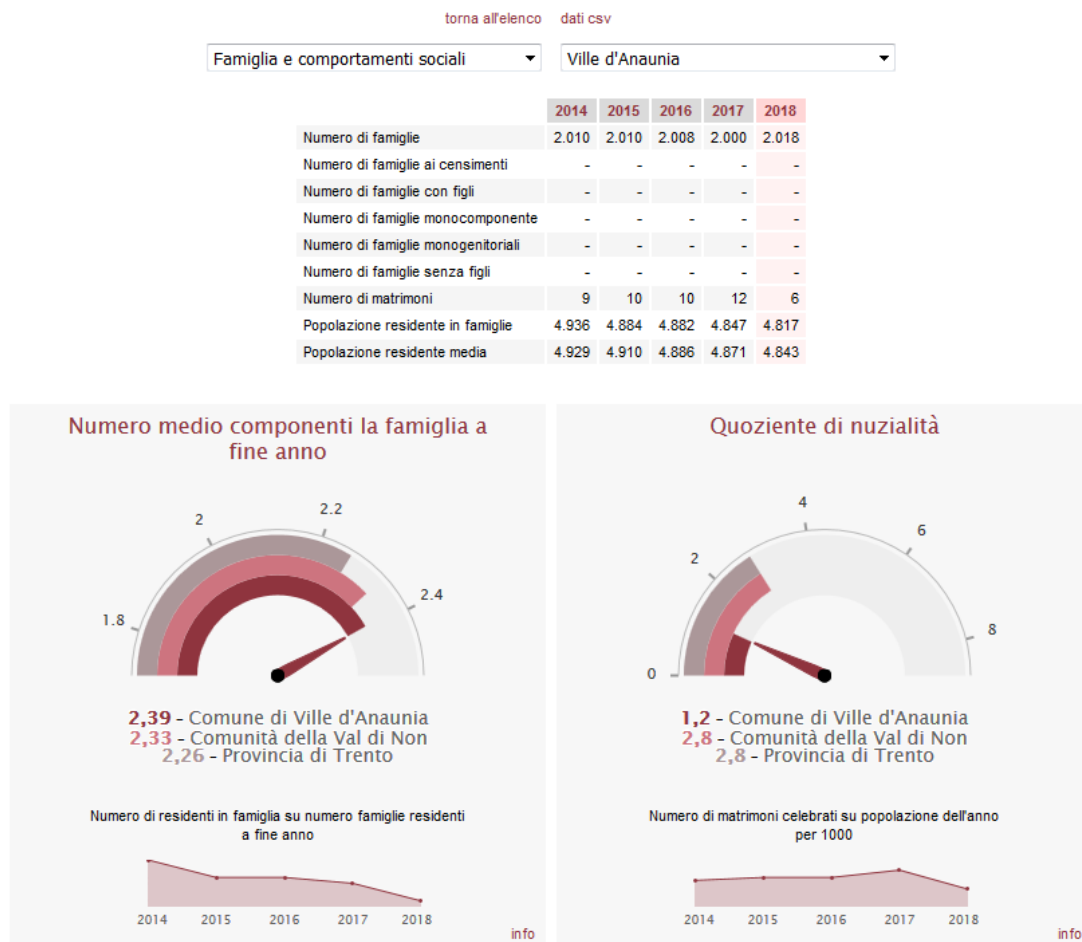 torna all'elenco dati csv
Famiglia e comportamenti sociali Ville d'Anaunia
2014 2015 2016 2017 2018
Numero di famiglie 2.010 2.010 2.008 2.000 2.018
Numero di famiglie ai censimenti - - - - -
Numero di famiglie con figli - - - - -
Numero di famiglie monocomponente - - - - -
Numero di famiglie monogenitoriali - - - - -
Numero di famiglie senza figli - - - - -
Numero di matrimoni 9 10 10 12 6
Popolazione residente in famiglie 4.936 4.884 4.882 4.847 4.817
Popolazione residente media 4.929 4.910 4.886 4.871 4.843
Numero medio componenti la famiglia a
fine anno
1.8 2 2.2 2.4
2,39 - Comune di Ville d'Anaunia
2,33 - Comunità della Val di Non
2,26 - Provincia di Trento
Numero di residenti in famiglia su numero famiglie residenti
a fine anno
2014 2015 2016 2017 2018
info
Quoziente di nuzialità
0 2 4 6 8
1,2 - Comune di Ville d'Anaunia
2,8 - Comunità della Val di Non
2,8 - Provincia di Trento
Numero di matrimoni celebrati su popolazione dell'anno
per 1000
2014 2015 2016 2017 2018
info